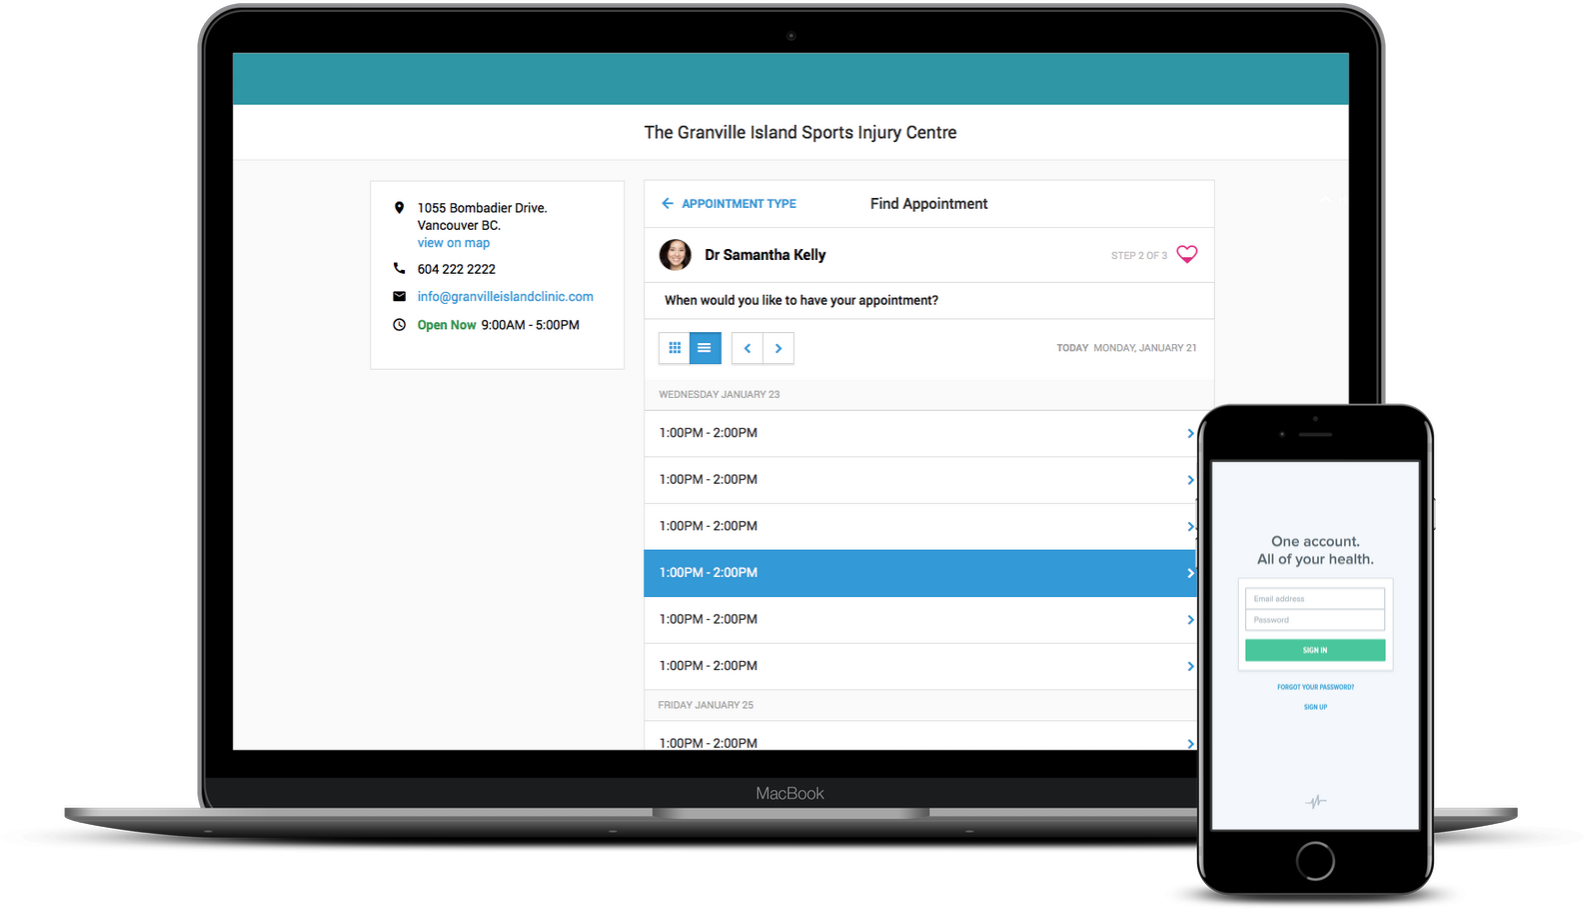 The Granville Island Sports Injury Centre
1055 Bombadier Drive.
Vancouver BC.
view on map
604 222 2222
info@granvilleislandclinic.com
Open Now 9:00AM - 5:00PM
APPOINTMENT TYPE
Find Appointment
Dr Samantha Kelly
STEP 2 OF 3
When would you like to have your appointment?
TODAY MONDAY, JANUARY 21
WEDNESDAY JANUARY 23
1:00PM - 2:00PM
1:00PM - 2:00PM
1:00PM - 2:00PM
1:00PM - 2:00PM
1:00PM - 2:00PM
1:00PM - 2:00PM
FRIDAY JANUARY 25
1:00PM - 2:00PM
MacBook
One account.
All of your health.
Email address
Password
SIGN IN
FORGOT YOUR PASSWORD?
SIGN UP